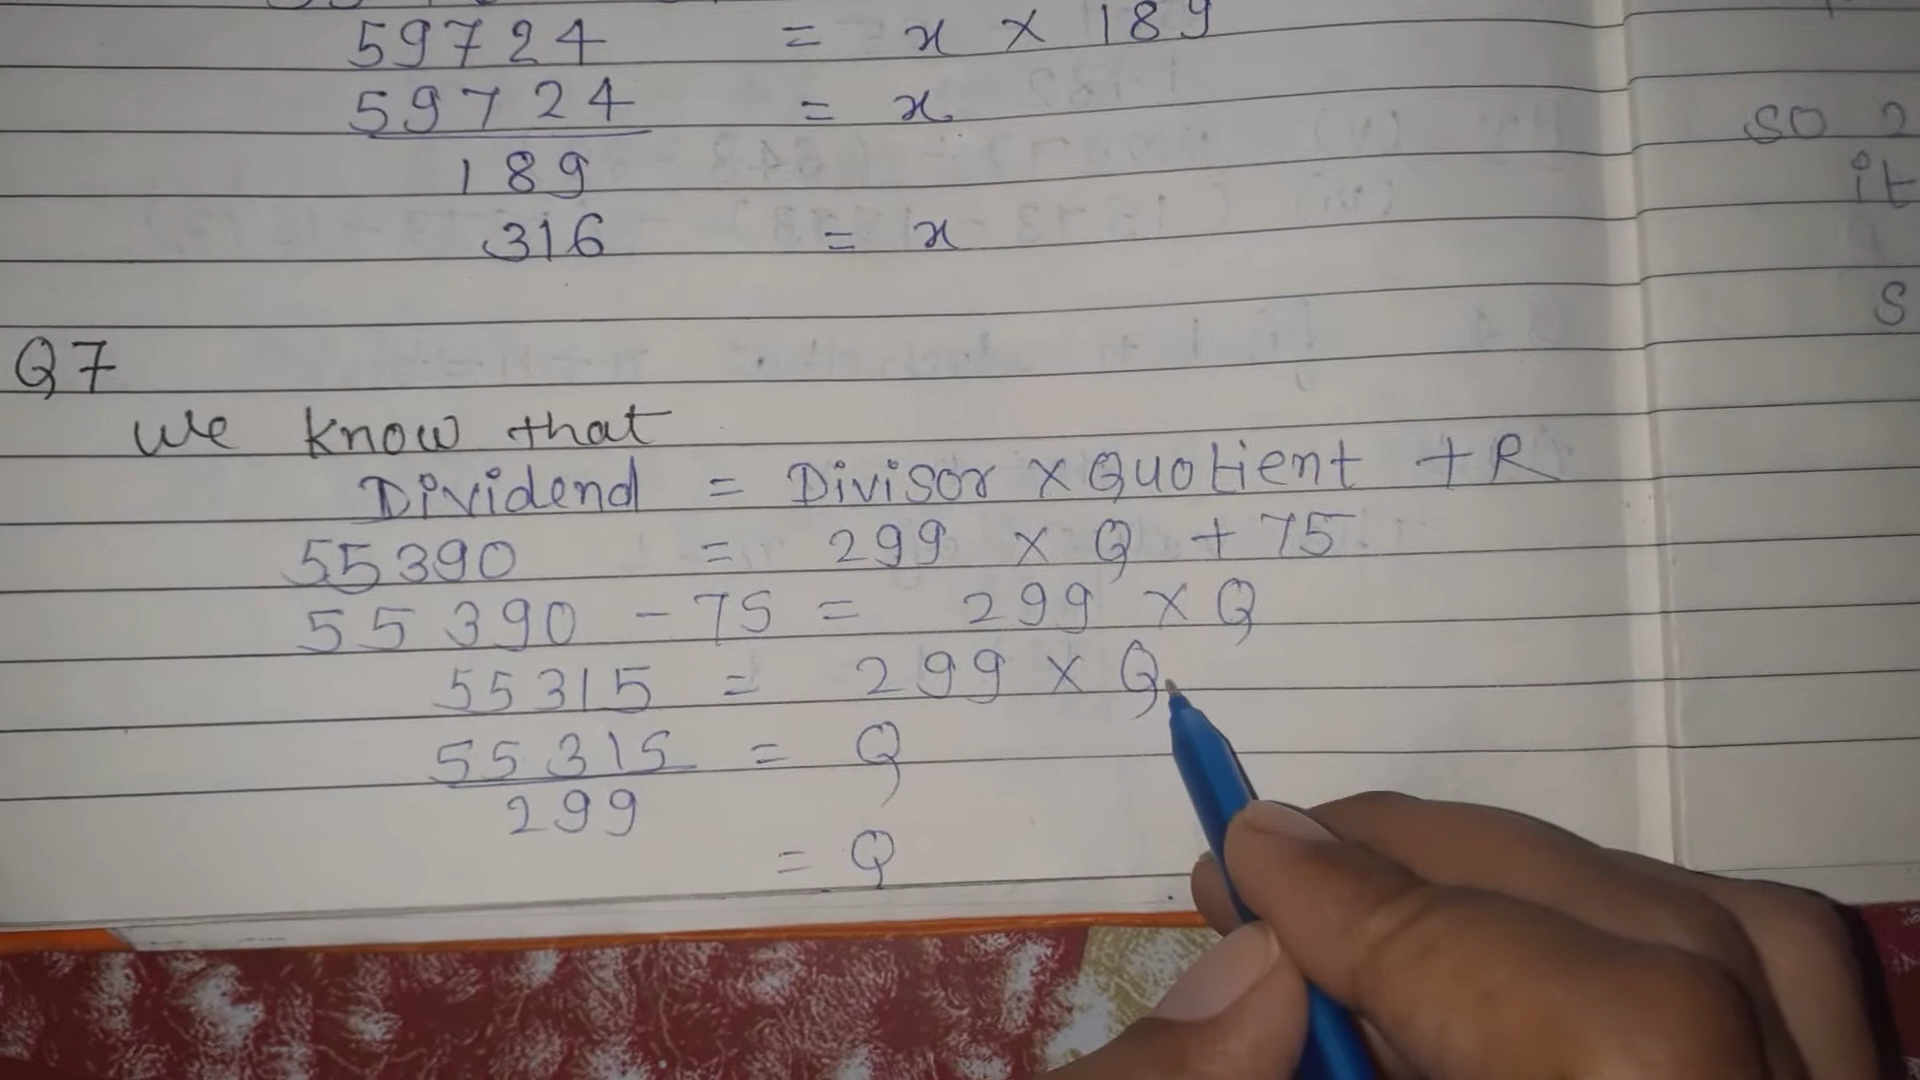 59724 = x × 189
59724 = x
189
316 = x
Q7
We know that
Dividend = Divisor × Quotient + R
55390 = 299 × Q + 75
55390 - 75 = 299 × Q
55315 = 299 × Q
55315 = Q
299
= Q
so 2
it
S